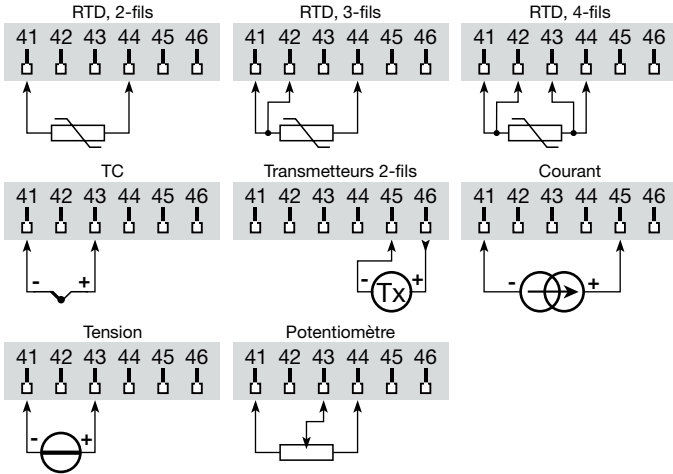 RTD, 2-fils
41 42 43 44 45 46
RTD, 3-fils
41 42 43 44 45 46
RTD, 4-fils
41 42 43 44 45 46
TC
41 42 43 44 45 46
- +
Transmetteurs 2-fils
41 42 43 44 45 46
- Tx +
Courant
41 42 43 44 45 46
- +
Tension
41 42 43 44 45 46
- +
Potentiomètre
41 42 43 44 45 46